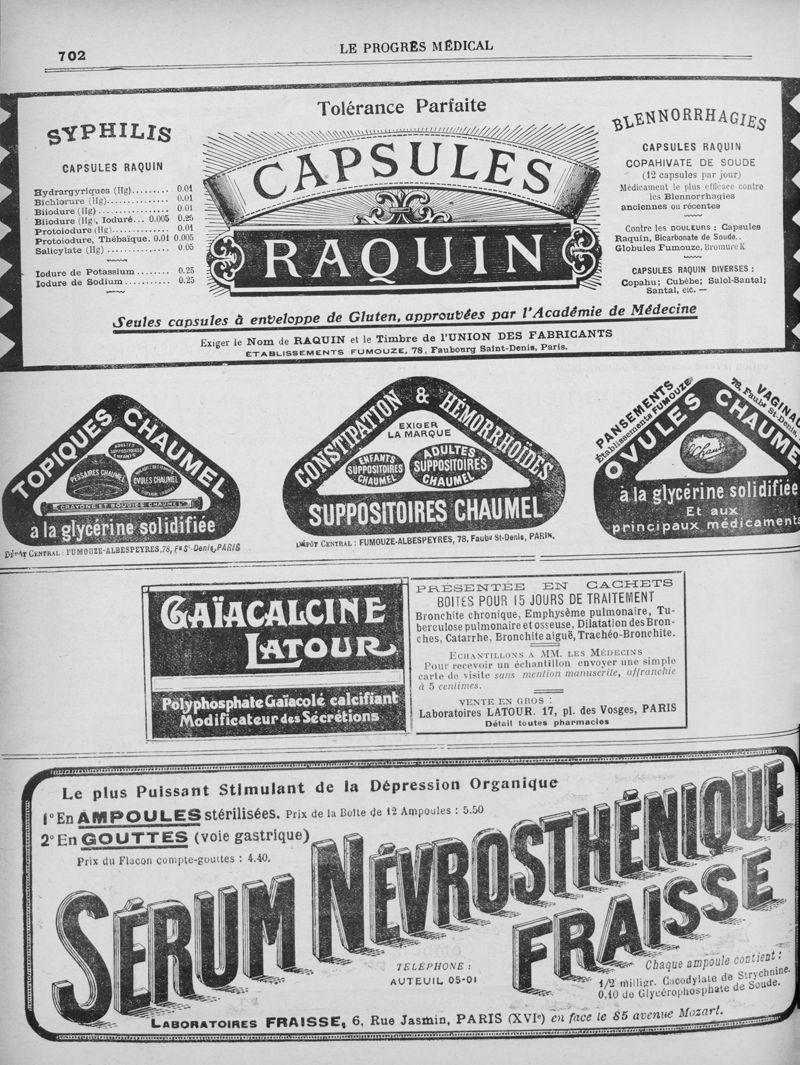 702
LE PROGRÈS MÉDICAL
SYPHILIS
CAPSULES RAQUIN
Hydrargyriques (Hg)........ 0.01
Bichlorure (Hg)............ 0.01
Biiodure (Hg).............. 0.01
Biiodure (Hg), Ioduré.. 0.005 0.25
Protoiodure (Hg)........... 0.01
Protoiodure, Thébaïque. 0.01 0.005
Salicylate (Hg)............ 0.05
Iodure de Potassium....... 0.25
Iodure de Sodium.......... 0.25
Tolérance Parfaite
CAPSULES
RAQUIN
BLENNORRHAGIES
CAPSULES RAQUIN
COPAHIVATE DE SOUDE
(12 capsules par jour)
Médicament le plus efficace contre
les Blennorrhagies
anciennes ou récentes
Contre les DOULEURS : Capsules
Raquin, Bicarbonate de Soude..
Globules Fumouze, Bromure K
CAPSULES RAQUIN DIVERSES :
Copahu; Cubèbe; Salol-Santal;
Santal, etc. —
Seules capsules à enveloppe de Gluten, approuvées par l'Académie de Médecine
Exiger le Nom de RAQUIN et le Timbre de l'UNION DES FABRICANTS
ÉTABLISSEMENTS FUMOUZE, 78, Faubourg Saint-Denis, Paris.
TOPIQUES CHAUMEL
ADULTES
SUPPOSITOIRES
ENFANTS
PESSAIRES CHAUMEL
OVULES CHAUMEL
CRAYONS ET BOUGIES CHAUMEL
à la glycérine solidifiée
DÉPÔT CENTRAL : FUMOUZE-ALBESPEYRES, 78, Fg St-Denis, PARIS
CONSTIPATION & HÉMORRHOÏDES
EXIGER
LA MARQUE
ENFANTS
SUPPOSITOIRES
CHAUMEL
ADULTES
SUPPOSITOIRES
CHAUMEL
SUPPOSITOIRES CHAUMEL
DÉPÔT CENTRAL : FUMOUZE-ALBESPEYRES, 78, Faubg St-Denis, PARIS.
PANSEMENTS VAGINAU
Établissements FUMOUZE 78, Faubg St-Denis,
OVULES CHAUMEL
à la glycérine solidifiée
Et aux
principaux médicaments
GAÏACALCINE
LATOUR
Polyphosphate Gaïacolé calcifiant
Modificateur des Sécrétions
PRÉSENTÉE EN CACHETS
BOITES POUR 15 JOURS DE TRAITEMENT
Bronchite chronique, Emphysème pulmonaire, Tu-
berculose pulmonaire et osseuse, Dilatation des Bron-
ches, Catarrhe, Bronchite aiguë, Trachéo-Bronchite.
ECHANTILLONS A MM. LES MÉDECINS
Pour recevoir un échantillon envoyer une simple
carte de visite sans mention manuscrite, affranchie
à 5 centimes.
VENTE EN GROS :
Laboratoires LATOUR. 17, pl. des Vosges, PARIS
Détail toutes pharmacies
Le plus Puissant Stimulant de la Dépression Organique
1° En AMPOULES stérilisées. Prix de la Boîte de 12 Ampoules : 5.50
2° En GOUTTES (voie gastrique)
Prix du Flacon compte-gouttes : 4.40.
SÉRUM NÉVROSTHÉNIQUE
FRAISSE
TÉLÉPHONE :
AUTEUIL 05-01
Chaque ampoule contient :
1/2 milligr. Cacodylate de Strychnine.
0,10 de Glycérophosphate de Soude.
LABORATOIRES FRAISSE, 6, Rue Jasmin, PARIS (XVIe) en face le 85 avenue Mozart.